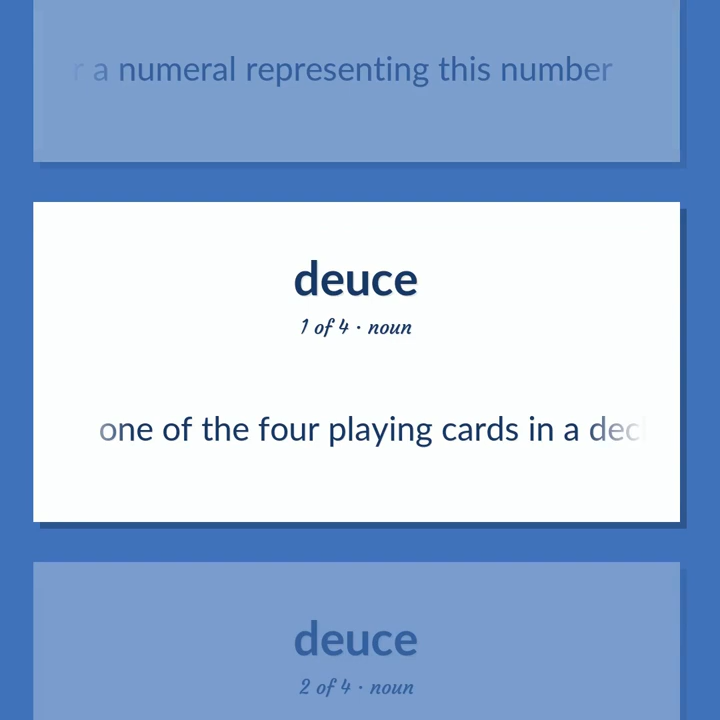 a numeral representing this number
deuce
1 of 4 · noun
one of the four playing cards in a
deuce
2 of 4 · noun